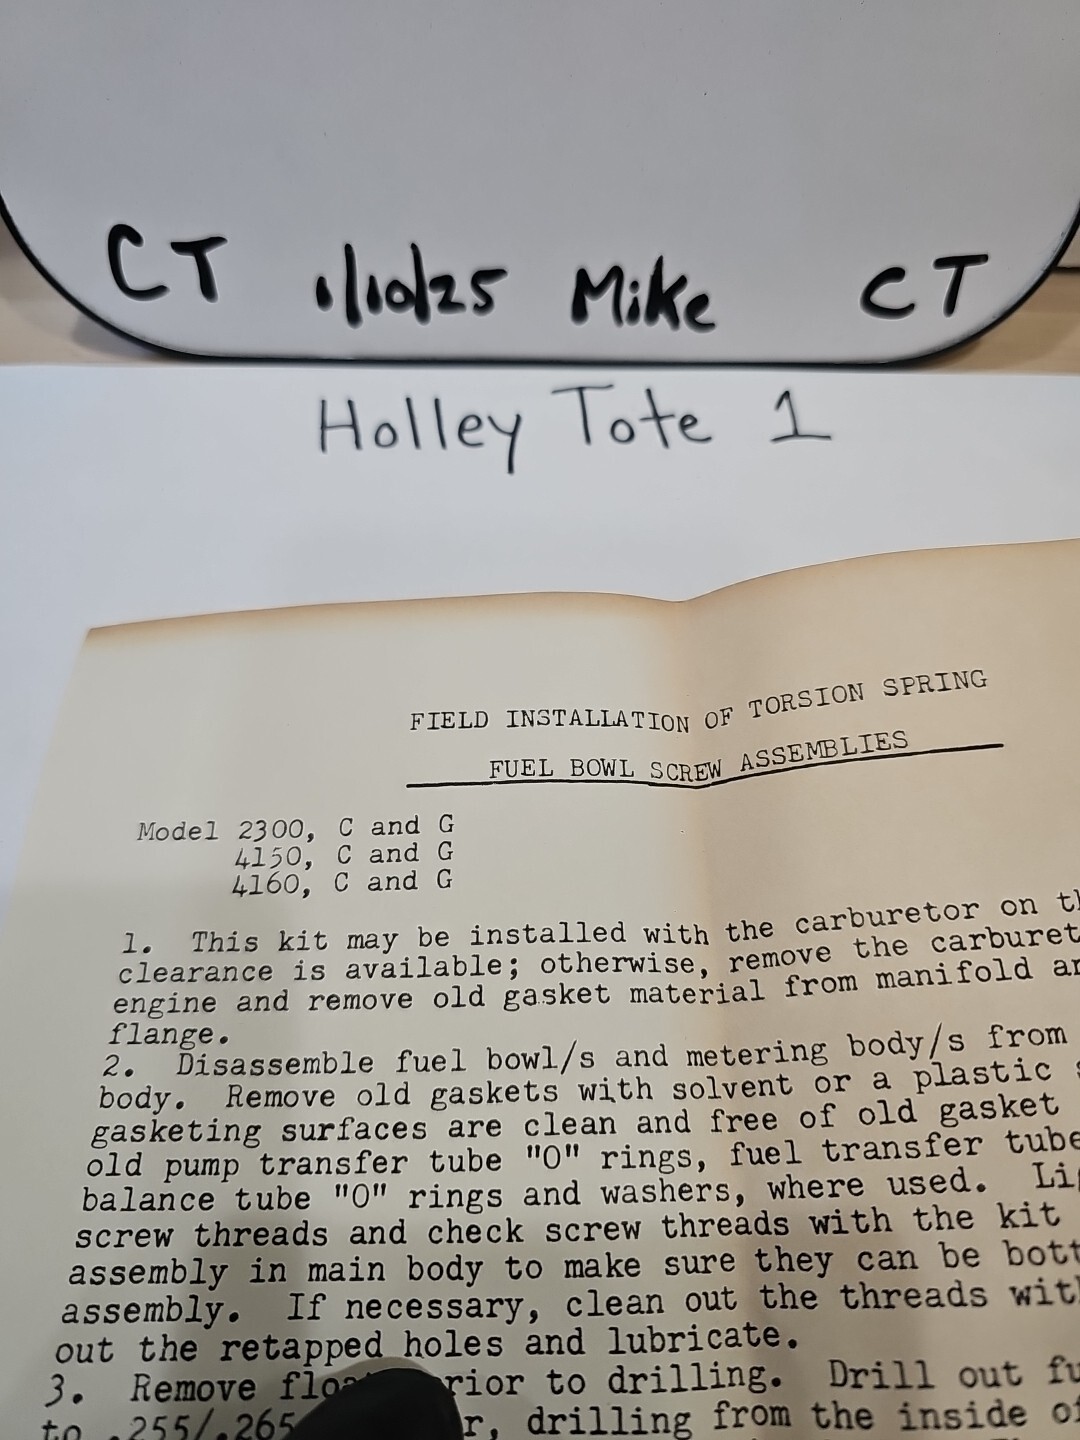 CT 1/10/25 Mike CT
Holley Tote 1
FIELD INSTALLATION OF TORSION SPRING
FUEL BOWL SCREW ASSEMBLIES
Model 2300, C and G
4150, C and G
4160, C and G
1. This kit may be installed with the carburetor on
clearance is available; otherwise, remove the
engine and remove old gasket material from manifold
flange.
2. Disassemble fuel bowl/s and metering body/s from
body. Remove old gaskets with solvent or a plastic
gasketing surfaces are clean and free of old gasket
old pump transfer tube "O" rings, fuel transfer tube
balance tube "O" rings and washers, where used.
screw threads and check screw threads with the kit
assembly in main body to make sure they can be
assembly. If necessary, clean out the threads
out the retapped holes and lubricate.
3. Remove prior to drilling. Drill out
to .255/.265 drilling from the inside of